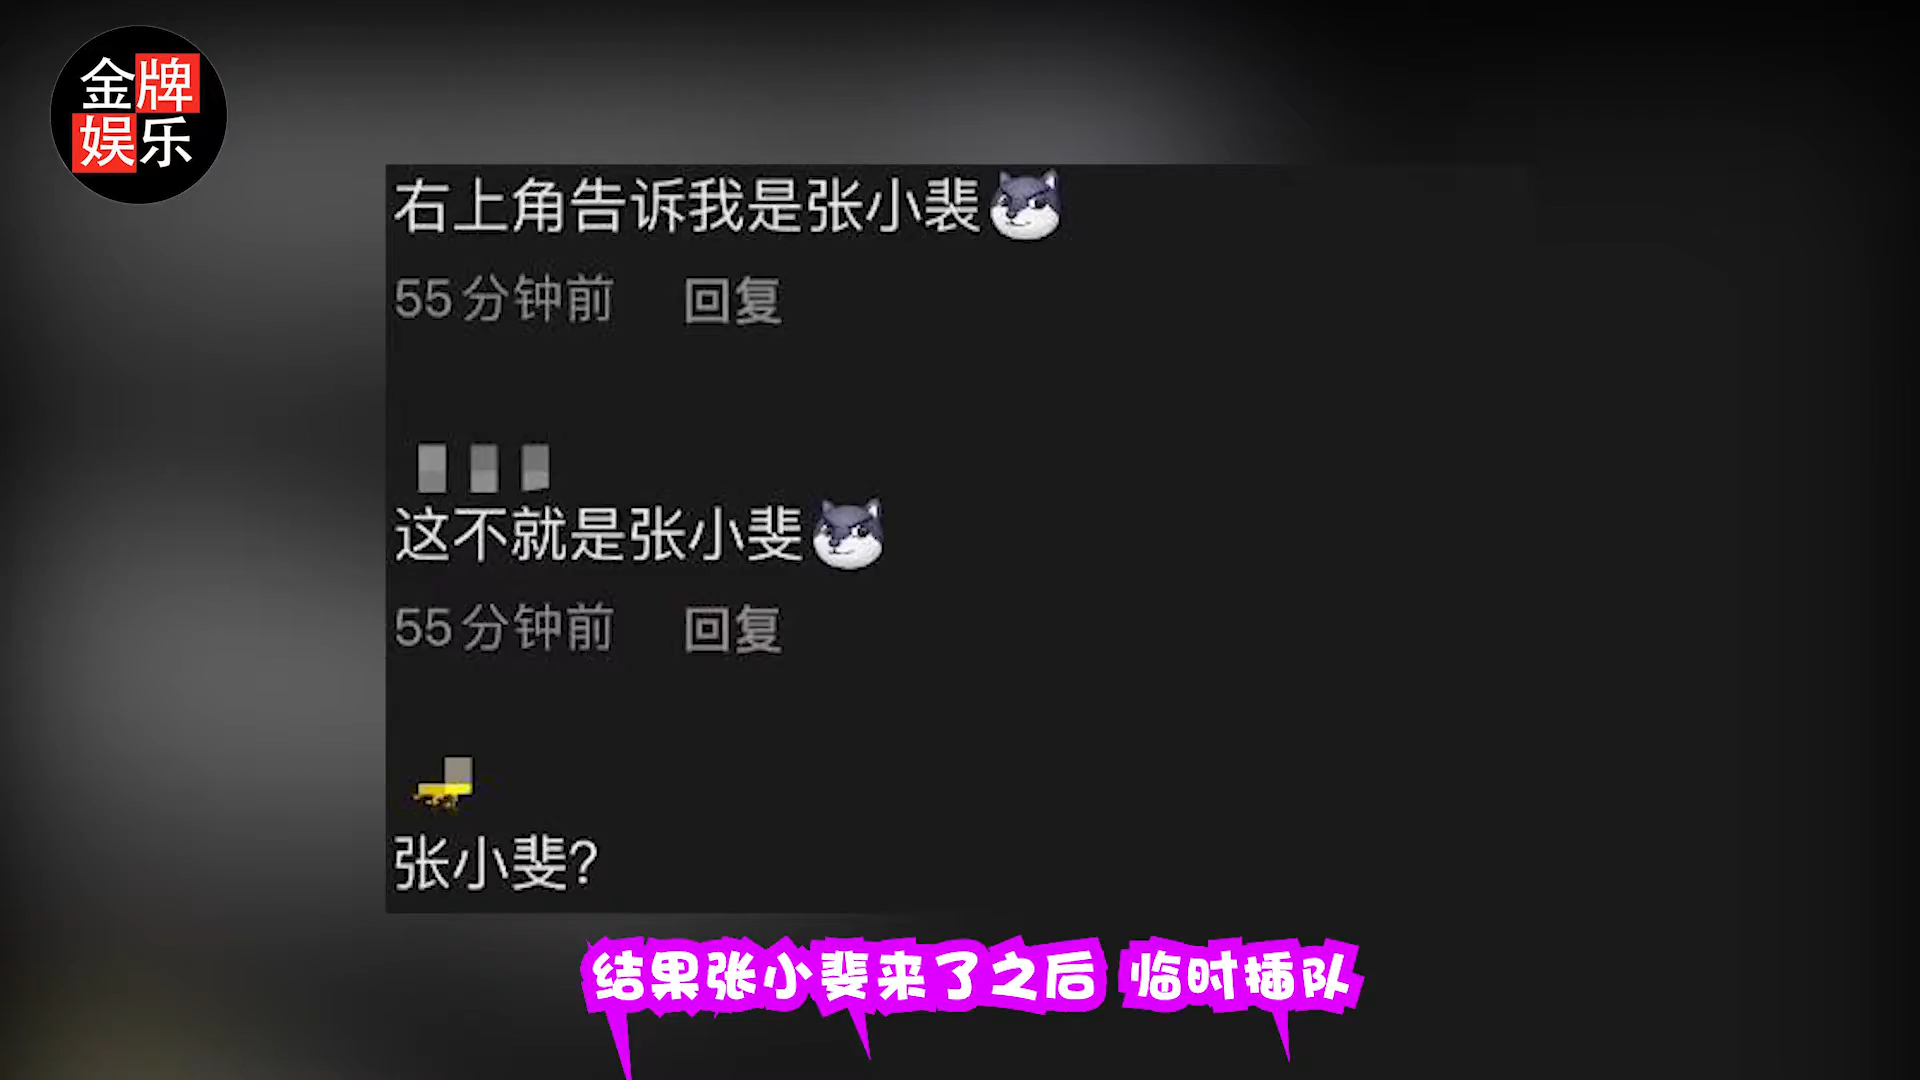 金牌
娱乐
右上角告诉我是张小裴
55分钟前 回复
这不就是张小斐
55分钟前 回复
张小斐?
结果张小斐来了之后 临时插队